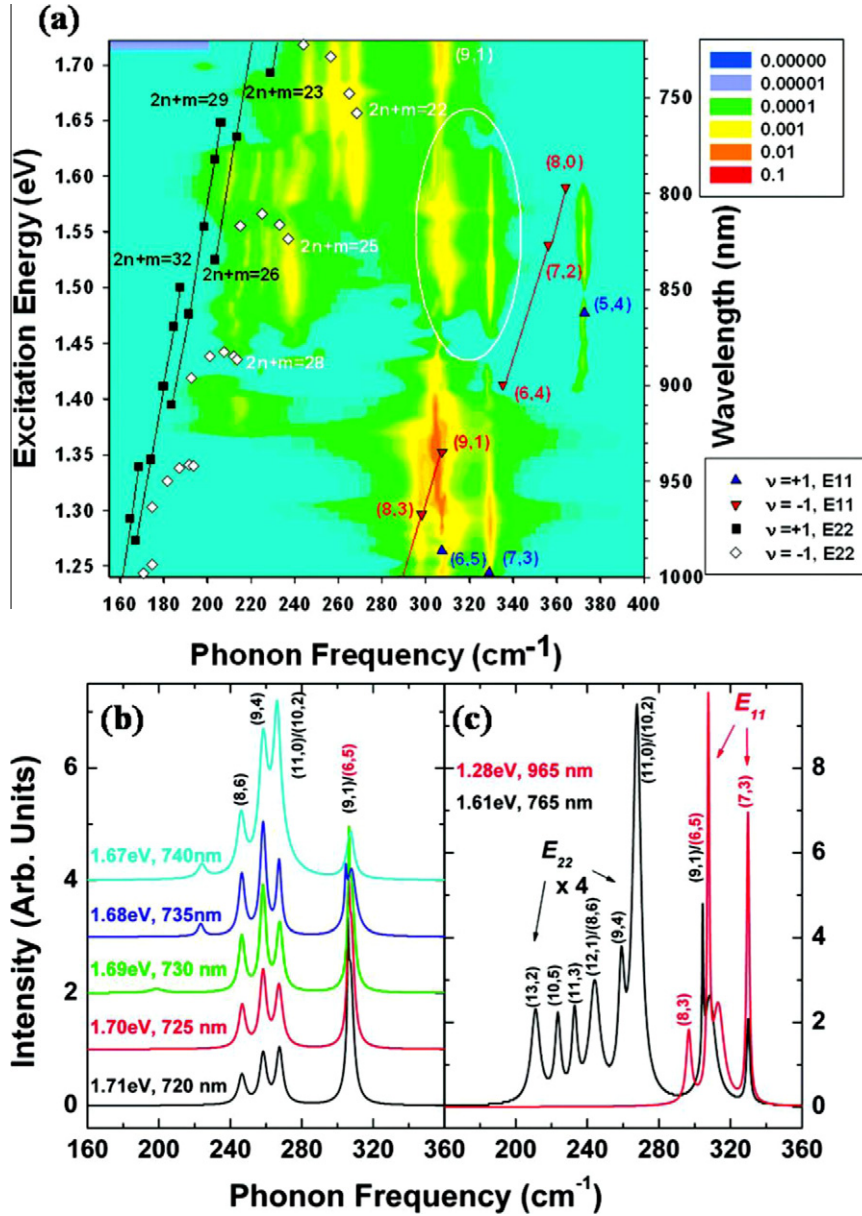 (a)
Excitation Energy (eV)
1.70
1.65
1.60
1.55
1.50
1.45
1.40
1.35
1.30
1.25
2n+m=29
2n+m=23
2n+m=22
(9,1)
(8,0)
2n+m=32
2n+m=26
2n+m=25
(7,2)
(5,4)
2n+m=28
(6,4)
(9,1)
(8,3)
(6,5)
(7,3)
160 200 240 280 320 360 400
Phonon Frequency (cm-1)
750
800
850
900
950
1000
Wavelength (nm)
0.00000
0.00001
0.0001
0.001
0.01
0.1
ν =+1, E11
ν = -1, E11
ν =+1, E22
ν = -1, E22
(b)
Intensity (Arb. Units)
6
4
2
0
(8,6)
(9,4)
(11,0)/(10,2)
(9,1)/(6,5)
1.67eV, 740nm
1.68eV, 735nm
1.69eV, 730 nm
1.70eV, 725 nm
1.71eV, 720 nm
160 200 240 280 320 360
(c)
E11
1.28eV, 965 nm
1.61eV, 765 nm
E22
x 4
(13,2)
(10,5)
(11,3)
(12,1)/(8,6)
(9,4)
(11,0)/(10,2)
(8,3)
(9,1)/(6,5)
(7,3)
8
6
4
2
0
200 240 280 320 360
Phonon Frequency (cm-1)